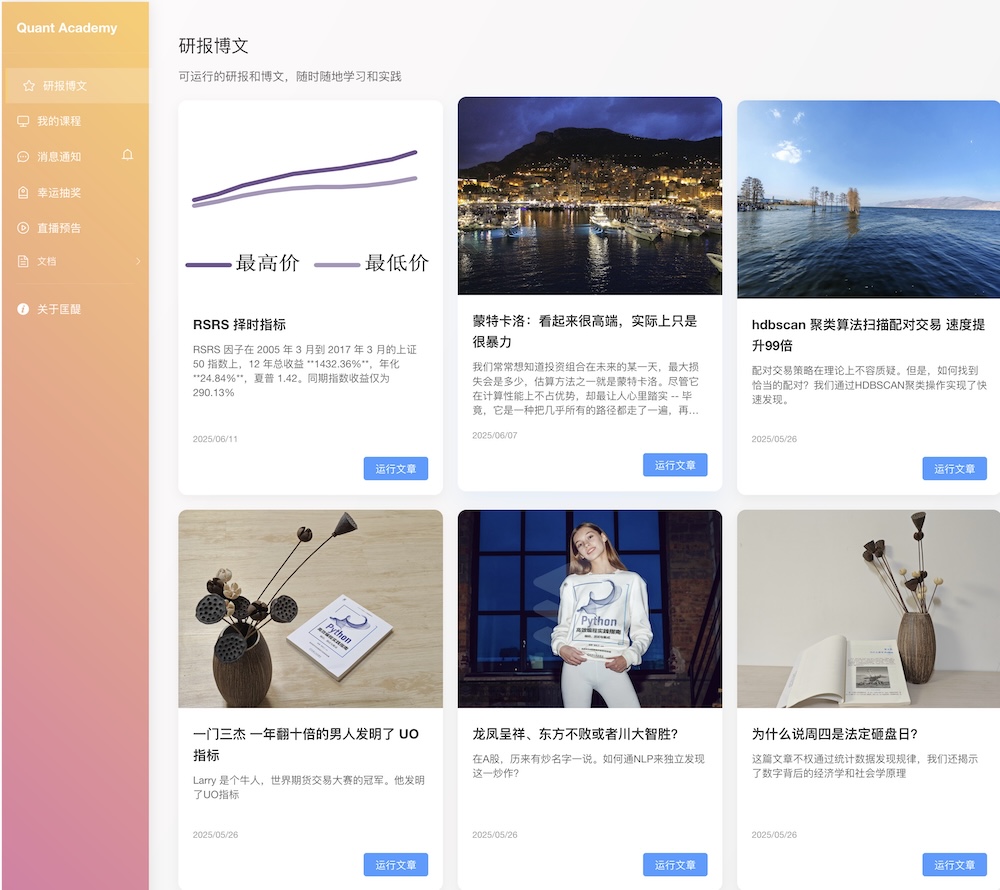 Quant Academy
研报博文
我的课程
消息通知
幸运抽奖
直播预告
文档
关于匡醍
研报博文
可运行的研报和博文，随时随地学习和实践
最高价 最低价
RSRS 择时指标
RSRS 因子在 2005 年 3 月到 2017 年 3 月的上证
50 指数上，12 年总收益 **1432.36%**，年化
**24.84%**，夏普 1.42。同期指数收益仅为
290.13%
2025/06/11
运行文章
蒙特卡洛：看起来很高端，实际上只是
很暴力
我们常常想知道投资组合在未来的某一天，最大损
失会是多少，估算方法之一就是蒙特卡洛。尽管它
在计算性能上不占优势，却最让人心里踏实 -- 毕
竟，它是一种把几乎所有的路径都走了一遍，再…
2025/06/07
运行文章
hdbscan 聚类算法扫描配对交易 速度提
升99倍
配对交易策略在理论上不容质疑。但是，如何找到
恰当的配对？我们通过HDBSCAN聚类操作实现了快
速发现。
2025/05/26
运行文章
Python
高效编程实践指南
一门三杰 一年翻十倍的男人发明了 UO
指标
Larry 是个牛人，世界期货交易大赛的冠军。他发明
了UO指标
2025/05/26
运行文章
Python
高效编程实践指南
龙凤呈祥、东方不败或者川大智胜?
在A股，历来有炒名字一说。如何通NLP来独立发现
这一炒作?
2025/05/26
运行文章
为什么说周四是法定砸盘日?
这篇文章不权通过统计数据发现规律，我们还揭示
了数字背后的经济学和社会学原理
2025/05/26
运行文章